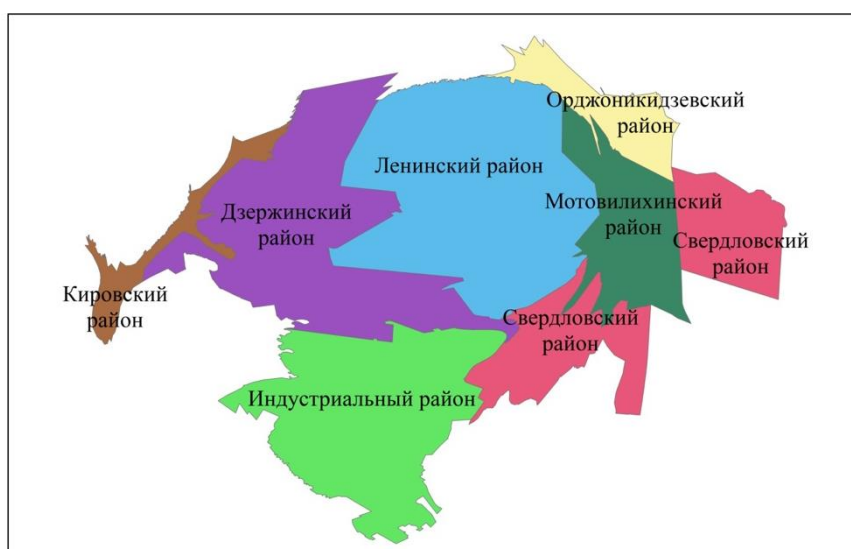 Орджоникидзевский
район
Ленинский район
Мотовилихинский
район
Дзержинский
район
Свердловский
район
Кировский
район
Свердловский
район
Индустриальный район